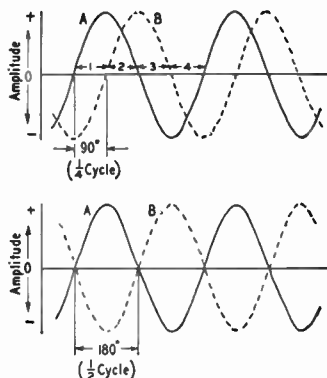 A B
+
Amplitude
0
1 2 3 4
-
90°
(1/4 Cycle)
A B
+
Amplitude
0
-
180°
(1/2 Cycle)